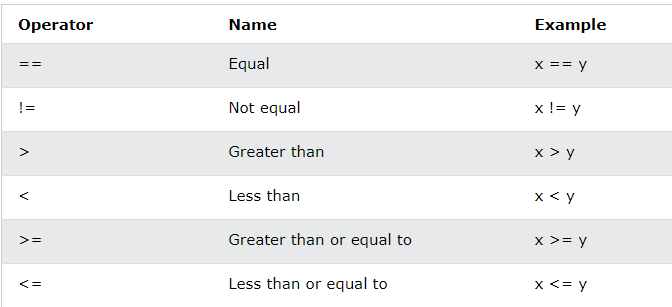 Operator Name Example
== Equal x == y
!= Not equal x != y
> Greater than x > y
< Less than x < y
>= Greater than or equal to x >= y
<= Less than or equal to x <= y